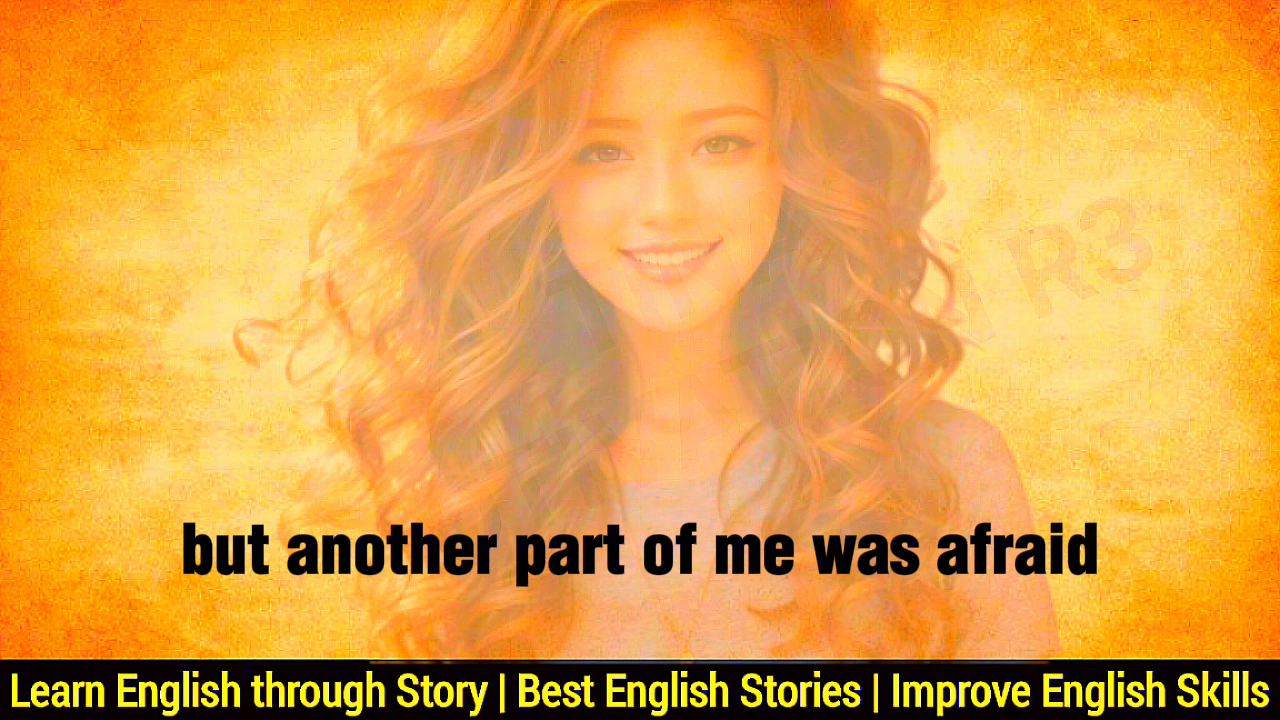 but another part of me was afraid
Learn English through Story | Best English Stories | Improve English Skills